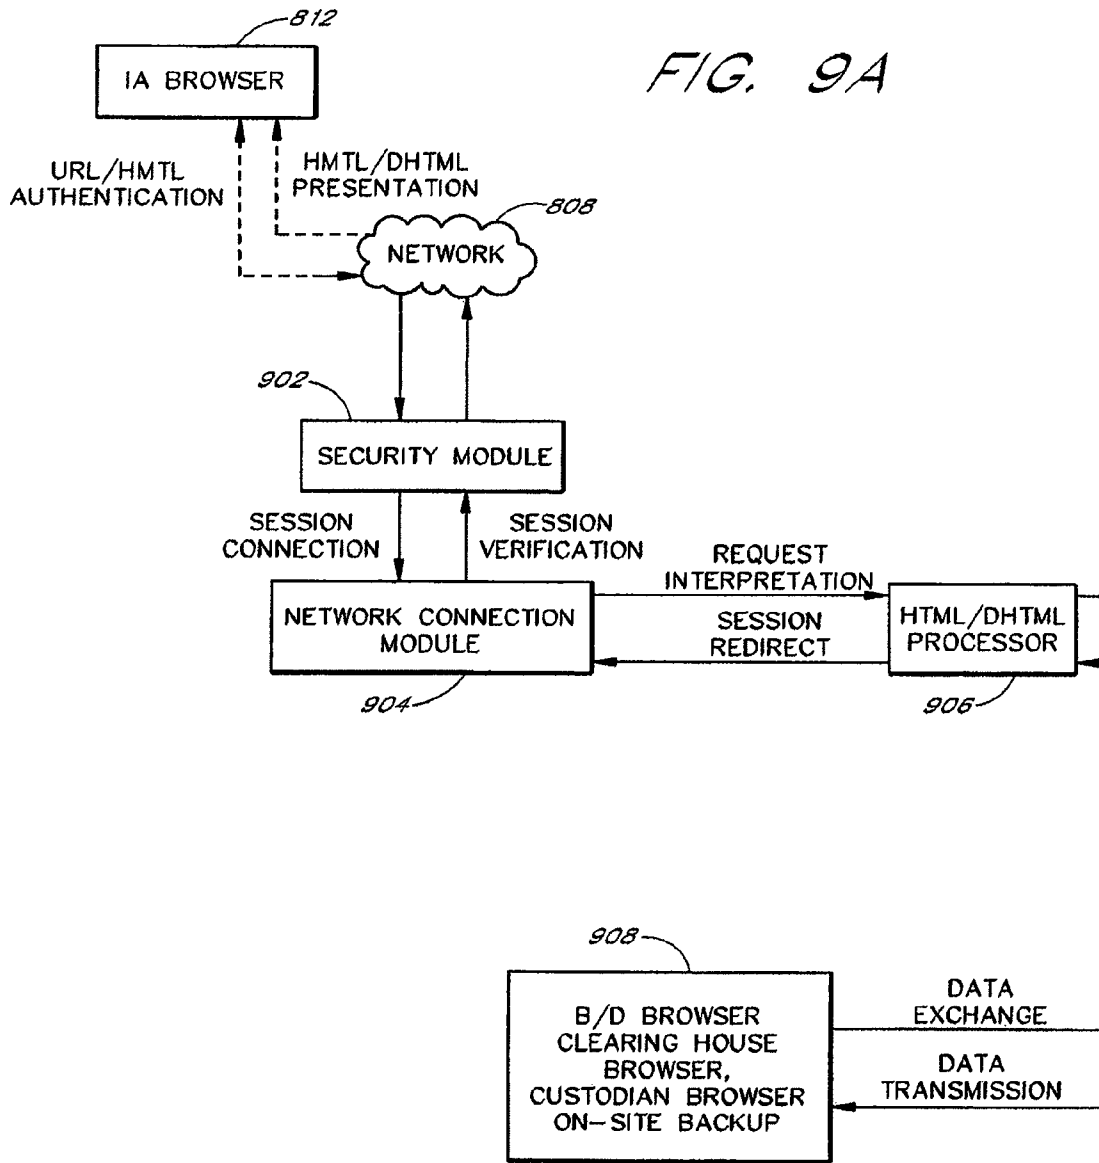 812
IA BROWSER
FIG. 9A
URL/HMTL
AUTHENTICATION
HMTL/DHTML
PRESENTATION
808
NETWORK
902
SECURITY MODULE
SESSION
CONNECTION
SESSION
VERIFICATION
REQUEST
INTERPRETATION
NETWORK CONNECTION
MODULE
SESSION
REDIRECT
HTML/DHTML
PROCESSOR
904
906
908
B/D BROWSER
CLEARING HOUSE
BROWSER,
CUSTODIAN BROWSER
ON-SITE BACKUP
DATA
EXCHANGE
DATA
TRANSMISSION